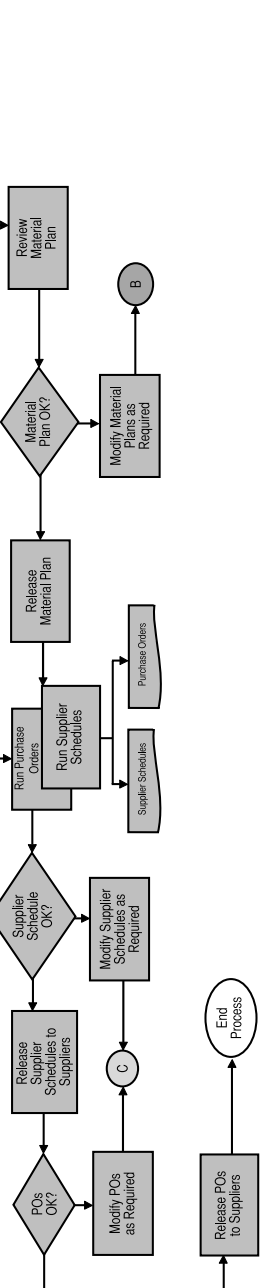 Review
Material
Plan
B
Material
Plan OK?
Modify Material
Plans as
Required
Release
Material Plan
Run Purchase
Orders
Run Supplier
Schedules
Purchase Orders
Supplier Schedules
Supplier
Schedule
OK?
Modify Supplier
Schedules as
Required
Release
Supplier
Schedules to
Suppliers
C
POs
OK?
Modify POs
as Required
End
Process
Release POs
to Suppliers